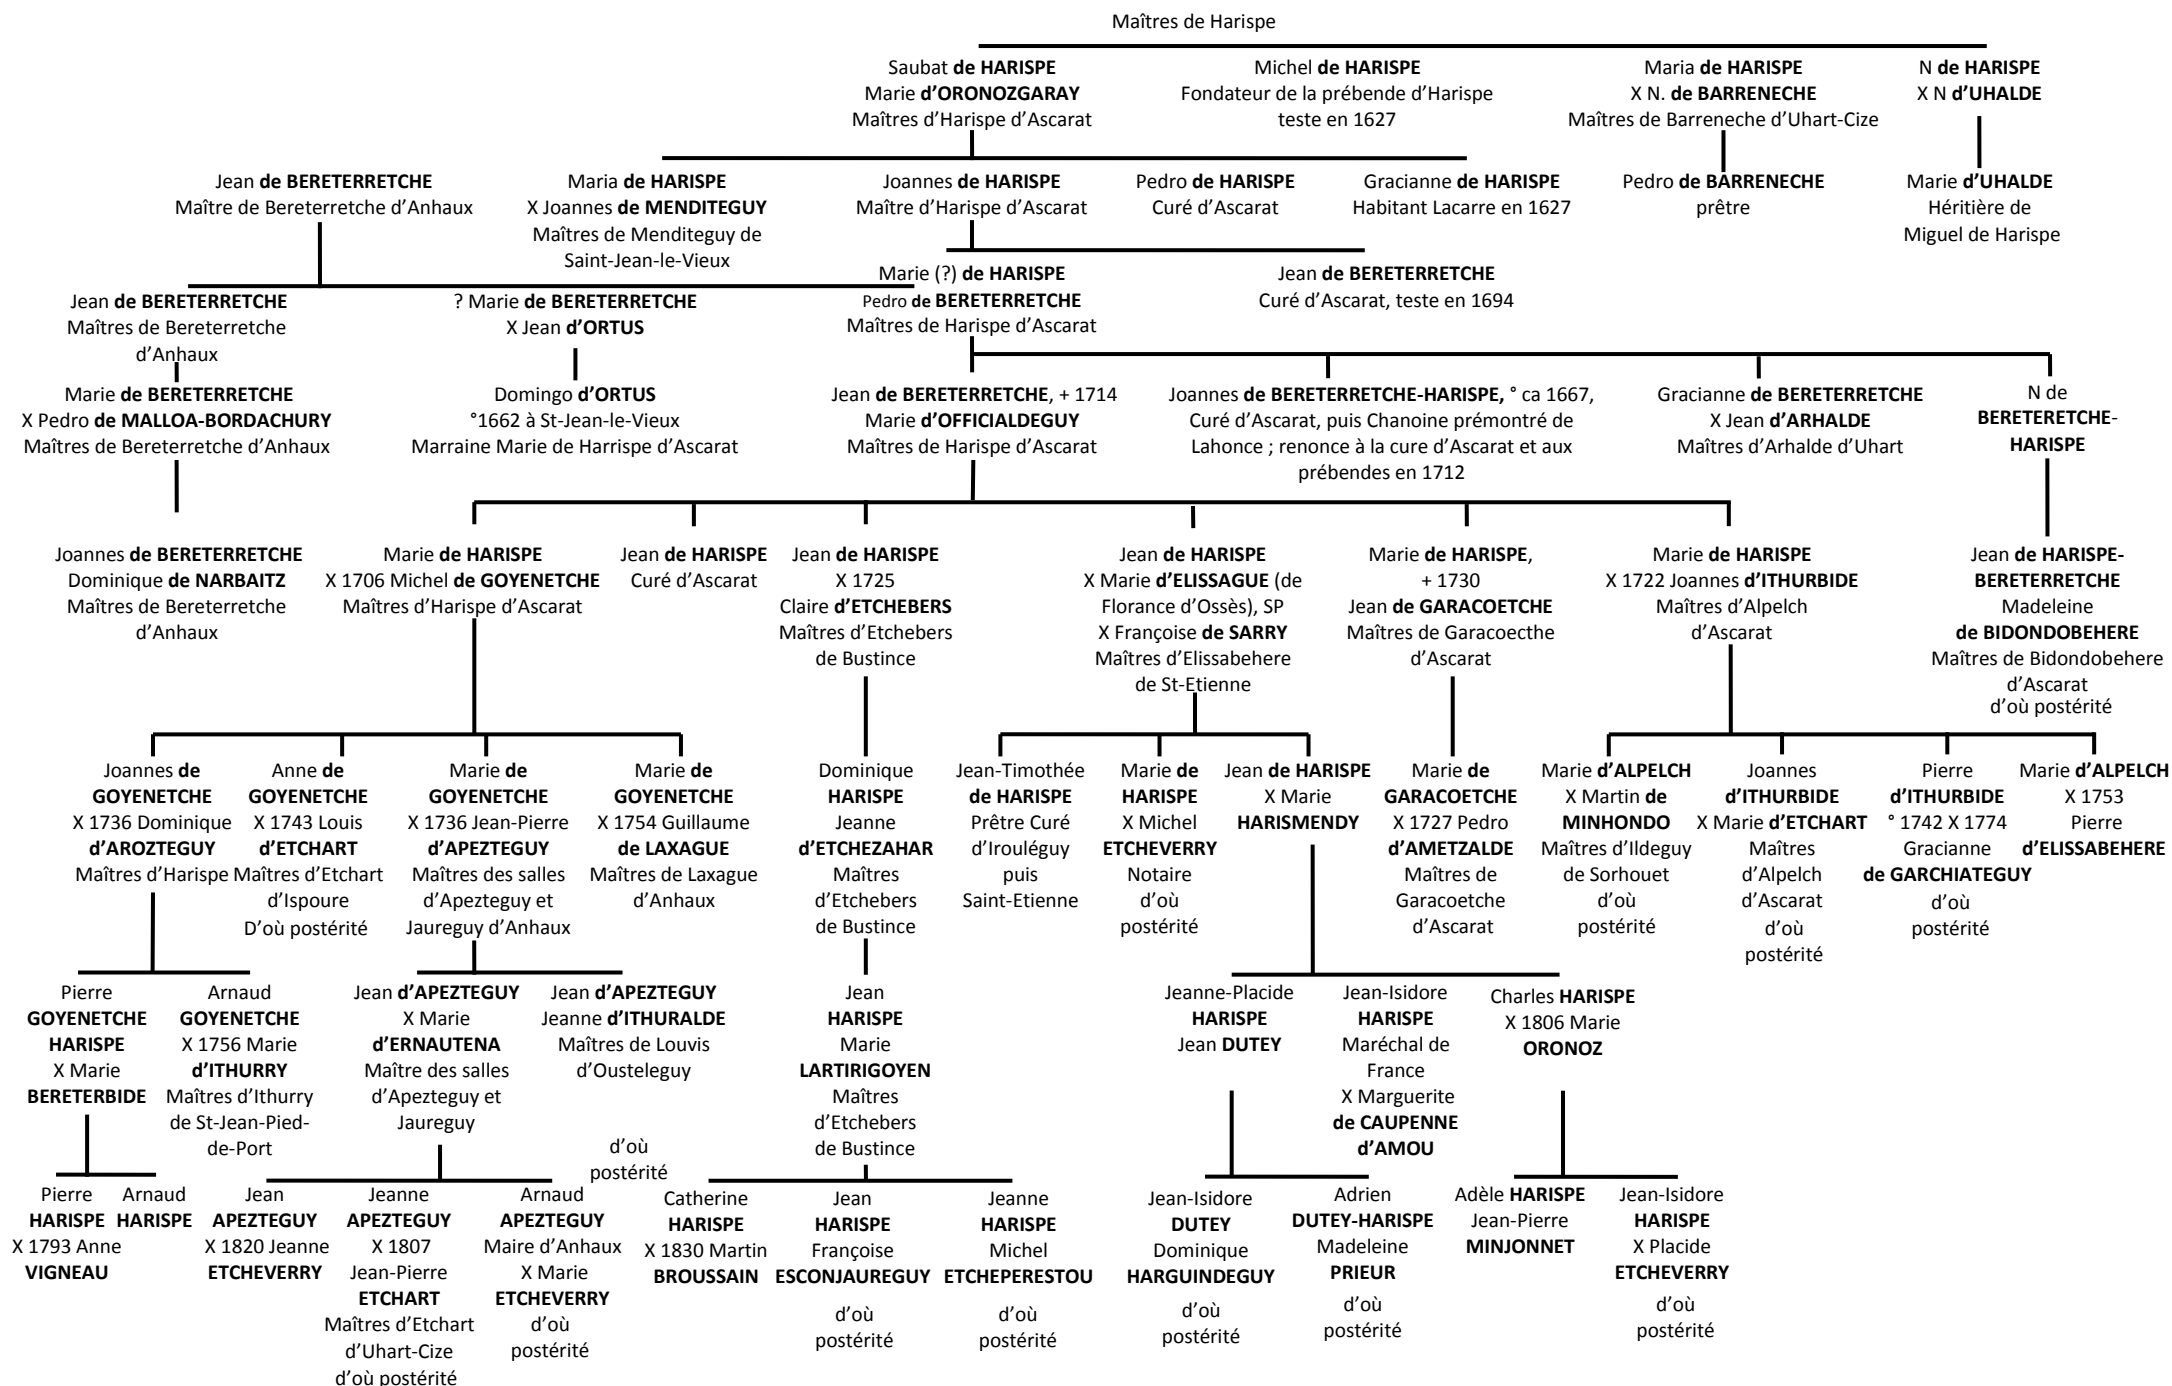 Maîtres de Harispe
Saubat de HARISPE
Marie d’ORONOZGARAY
Maîtres d’Harispe d’Ascarat
Michel de HARISPE
Fondateur de la prébende d’Harispe
teste en 1627
Maria de HARISPE
X N. de BARRENECHE
Maîtres de Barreneche d’Uhart-Cize
N de HARISPE
X N d’UHALDE
Jean de BERETERRETCHE
Maître de Bereterretche d’Anhaux
Maria de HARISPE
X Joannes de MENDITEGUY
Maîtres de Menditeguy de
Saint-Jean-le-Vieux
Joannes de HARISPE
Maître d’Harispe d’Ascarat
Pedro de HARISPE
Curé d’Ascarat
Gracianne de HARISPE
Habitant Lacarre en 1627
Pedro de BARRENECHE
prêtre
Marie d’UHALDE
Héritière de
Miguel de Harispe
Jean de BERETERRETCHE
Maîtres de Bereterretche
d’Anhaux
? Marie de BERETERRETCHE
X Jean d’ORTUS
Marie (?) de HARISPE
Pedro de BERETERRETCHE
Maîtres de Harispe d’Ascarat
Jean de BERETERRETCHE
Curé d’Ascarat, teste en 1694
Marie de BERETERRETCHE
X Pedro de MALLOA-BORDACHURY
Maîtres de Bereterretche d’Anhaux
Domingo d’ORTUS
°1662 à St-Jean-le-Vieux
Marraine Marie de Harrispe d’Ascarat
Jean de BERETERRETCHE, + 1714
Marie d’OFFICIALDEGUY
Maîtres de Harispe d’Ascarat
Joannes de BERETERRETCHE-HARISPE, ° ca 1667,
Curé d’Ascarat, puis Chanoine prémontré de
Lahonce ; renonce à la cure d’Ascarat et aux
prébendes en 1712
Gracianne de BERETERRETCHE
X Jean d’ARHALDE
Maîtres d’Arhalde d’Uhart
N de
BERETERETCHE-
HARISPE
Joannes de BERETERRETCHE
Dominique de NARBAITZ
Maîtres de Bereterretche
d’Anhaux
Marie de HARISPE
X 1706 Michel de GOYENETCHE
Maîtres d’Harispe d’Ascarat
Jean de HARISPE
Curé d’Ascarat
Jean de HARISPE
X 1725
Claire d’ETCHEBERS
Maîtres d’Etchebers
de Bustince
Jean de HARISPE
X Marie d’ELISSAGUE (de
Florance d’Ossès), SP
X Françoise de SARRY
Maîtres d’Elissabehere
de St-Etienne
Marie de HARISPE,
+ 1730
Jean de GARACOETCHE
Maîtres de Garacoecthe
d’Ascarat
Marie de HARISPE
X 1722 Joannes d’ITHURBIDE
Maîtres d’Alpelch
d’Ascarat
Jean de HARISPE-
BERETERRETCHE
Madeleine
de BIDONDOBEHERE
Maîtres de Bidondobehere
d’Ascarat
d’où postérité
Joannes de
GOYENETCHE
X 1736 Dominique
d’AROZTEGUY
Maîtres d’Harispe
Anne de
GOYENETCHE
X 1743 Louis
d’ETCHART
Maîtres d’Etchart
d’Ispoure
D’où postérité
Marie de
GOYENETCHE
X 1736 Jean-Pierre
d’APEZTEGUY
Maîtres des salles
d’Apezteguy et
Jaureguy d’Anhaux
Marie de
GOYENETCHE
X 1754 Guillaume
de LAXAGUE
Maîtres de Laxague
d’Anhaux
Dominique
HARISPE
Jeanne
d’ETCHEZAHAR
Maîtres
d’Etchebers
de Bustince
Jean-Timothée
de HARISPE
Prêtre Curé
d’Irouléguy
puis
Saint-Etienne
Marie de
HARISPE
X Michel
ETCHEVERRY
Notaire
d’où
postérité
Jean de HARISPE
X Marie
HARISMENDY
Marie de
GARACOETCHE
X 1727 Pedro
d’AMETZALDE
Maîtres de
Garacoetche
d’Ascarat
Marie d’ALPELCH
X Martin de
MINHONDO
Maîtres d’Ildeguy
de Sorhouet
d’où
postérité
Joannes
d’ITHURBIDE
X Marie d’ETCHART
Maîtres
d’Alpelch
d’Ascarat
d’où
postérité
Pierre
d’ITHURBIDE
° 1742 X 1774
Gracianne
de GARCHIATEGUY
d’où
postérité
Marie d’ALPELCH
X 1753
Pierre
d’ELISSABEHERE
Pierre
GOYENETCHE
HARISPE
X Marie
BERETERBIDE
Arnaud
GOYENETCHE
X 1756 Marie
d’ITHURRY
Maîtres d’Ithurry
de St-Jean-Pied-
de-Port
Jean d’APEZTEGUY
X Marie
d’ERNAUTENA
Maître des salles
d’Apezteguy et
Jaureguy
Jean d’APEZTEGUY
Jeanne d’ITHURALDE
Maîtres de Louvis
d’Ousteleguy
d’où
postérité
Jean
HARISPE
Marie
LARTIRIGOYEN
Maîtres
d’Etchebers
de Bustince
Jeanne-Placide
HARISPE
Jean DUTEY
Jean-Isidore
HARISPE
Maréchal de
France
X Marguerite
de CAUPENNE
d’AMOU
Charles HARISPE
X 1806 Marie
ORONOZ
Pierre
HARISPE
X 1793 Anne
VIGNEAU
Arnaud
HARISPE
Jean
APEZTEGUY
X 1820 Jeanne
ETCHEVERRY
Jeanne
APEZTEGUY
X 1807
Jean-Pierre
ETCHART
Maîtres d’Etchart
d’Uhart-Cize
d’où postérité
Arnaud
APEZTEGUY
Maire d’Anhaux
X Marie
ETCHEVERRY
d’où
postérité
Catherine
HARISPE
X 1830 Martin
BROUSSAIN
Jean
HARISPE
Françoise
ESCONJAUREGUY
d’où
postérité
Jeanne
HARISPE
Michel
ETCHEPERESTOU
d’où
postérité
Jean-Isidore
DUTEY
Dominique
HARGUINDEGUY
d’où
postérité
Adrien
DUTEY-HARISPE
Madeleine
PRIEUR
d’où
postérité
Adèle HARISPE
Jean-Pierre
MINJONNET
Jean-Isidore
HARISPE
X Placide
ETCHEVERRY
d’où
postérité